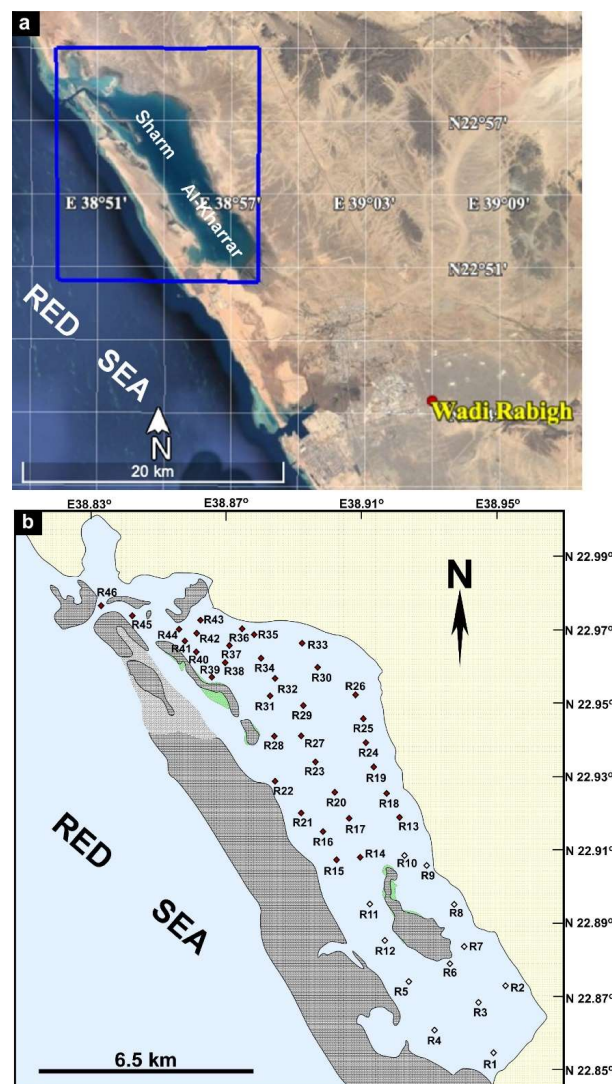 a
N22°57'
Sharm
Al-Kharrar
E 38°51'
E 38°57'
E 39°03'
E 39°09'
N22°51'
RED
SEA
Wadi Rabigh
N
20 km
b
E38.83
E38.87
E38.91
E38.95
N 22.99
N 22.97
N 22.95
N 22.93
N 22.91
N 22.89
N 22.87
N 22.85
N
R46
R45
R43
R44
R42
R36
R35
R41
R37
R33
R40
R34
R39
R38
R30
R32
R26
R31
R29
R25
R28
R27
R24
R23
R19
R22
R20
R18
R21
R17
R13
R16
R14
R10
R15
R9
R11
R8
R12
R7
R6
R5
R2
R3
R4
R1
RED
SEA
6.5 km